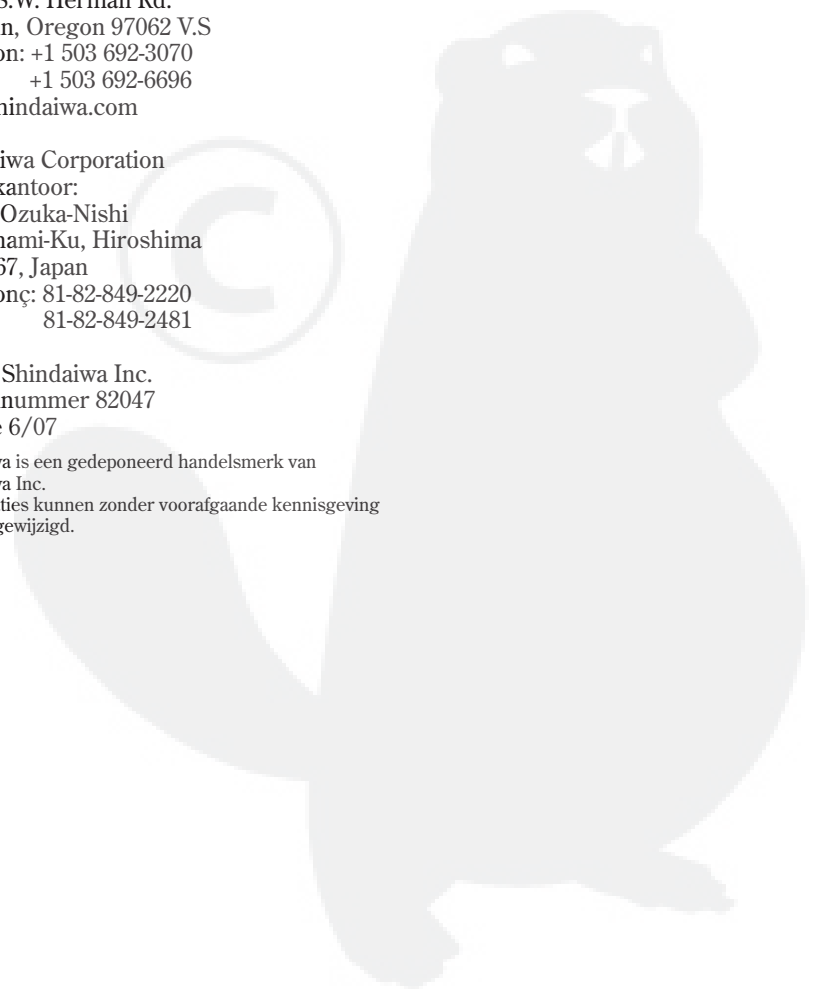 S.W. Herman Rd.
n, Oregon 97062 V.S
on: +1 503 692-3070
+1 503 692-6696
hindaiwa.com
iwa Corporation
kantoor:
Ozuka-Nishi
nami-Ku, Hiroshima
67, Japan
onç: 81-82-849-2220
81-82-849-2481
Shindaiwa Inc.
nummer 82047
e 6/07
va is een gedeponeerd handelsmerk van
va Inc.
ties kunnen zonder voorafgaande kennisgeving
gewijzigd.
©